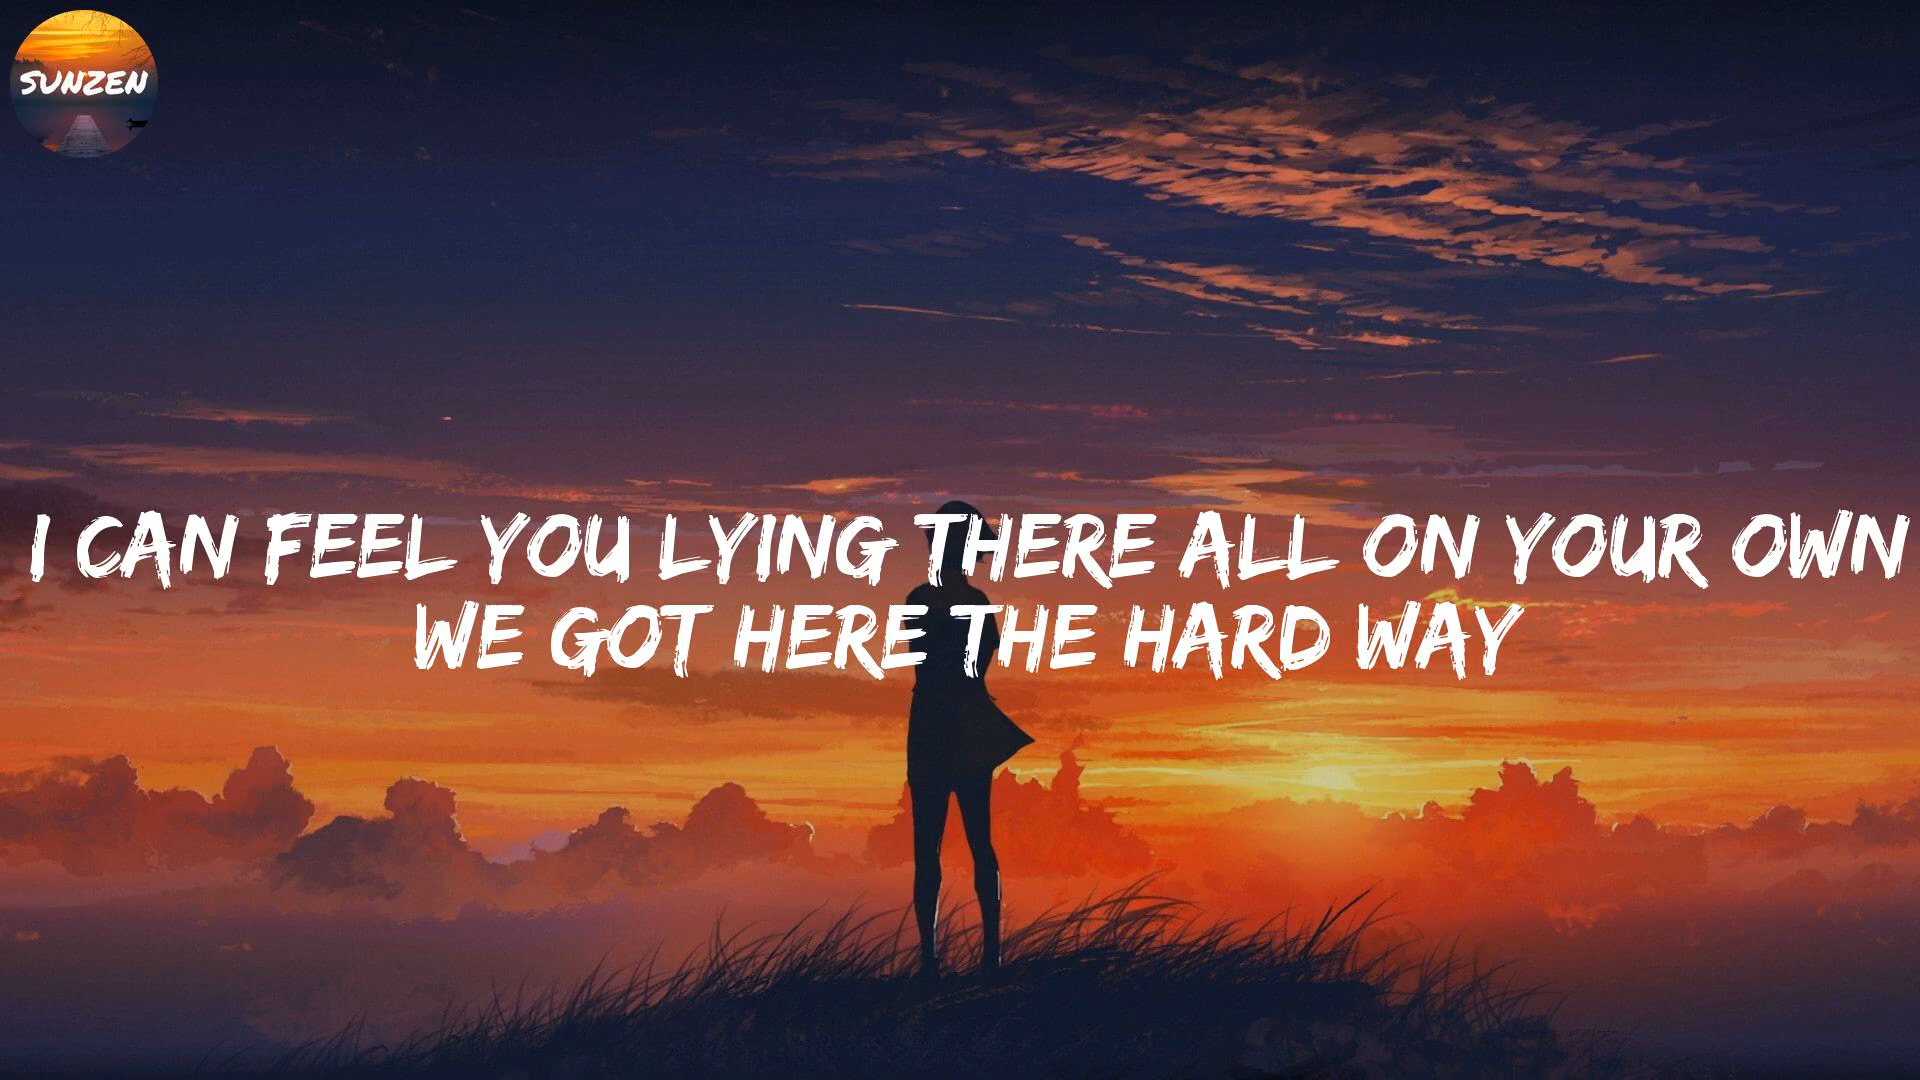 SUNZEN
I CAN FEEL YOU LYING THERE ALL ON YOUR OWN
WE GOT HERE THE HARD WAY